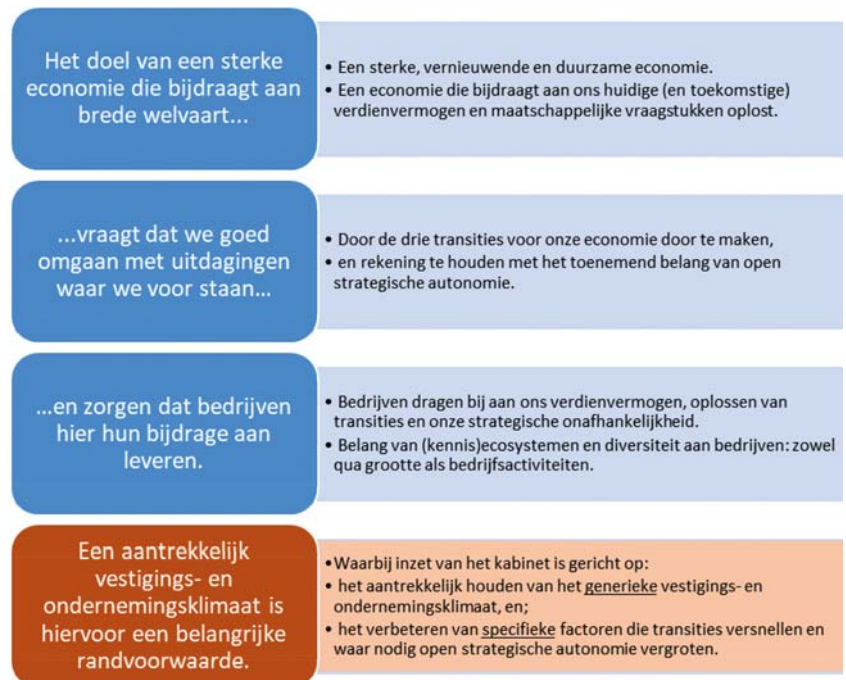 Het doel van een sterke
economie die bijdraagt aan
brede welvaart...
• Een sterke, vernieuwende en duurzame economie.
• Een economie die bijdraagt aan ons huidige (en toekomstige)
verdienvermogen en maatschappelijke vraagstukken oplost.
...vraagt dat we goed
omgaan met uitdagingen
waar we voor staan...
• Door de drie transities voor onze economie door te maken,
• en rekening te houden met het toenemend belang van open
strategische autonomie.
...en zorgen dat bedrijven
hier hun bijdrage aan
leveren.
• Bedrijven dragen bij aan ons verdienvermogen, oplossen van
transities en onze strategische onafhankelijkheid.
• Belang van (kennis)ecosystemen en diversiteit aan bedrijven: zowel
qua grootte als bedrijfsactiviteiten.
Een aantrekkelijk
vestigings- en
ondernemingsklimaat is
hiervoor een belangrijke
randvoorwaarde.
• Waarbij inzet van het kabinet is gericht op:
• het aantrekkelijk houden van het generieke vestigings- en
ondernemingsklimaat, en;
• het verbeteren van specifieke factoren die transities versnellen en
waar nodig open strategische autonomie vergroten.